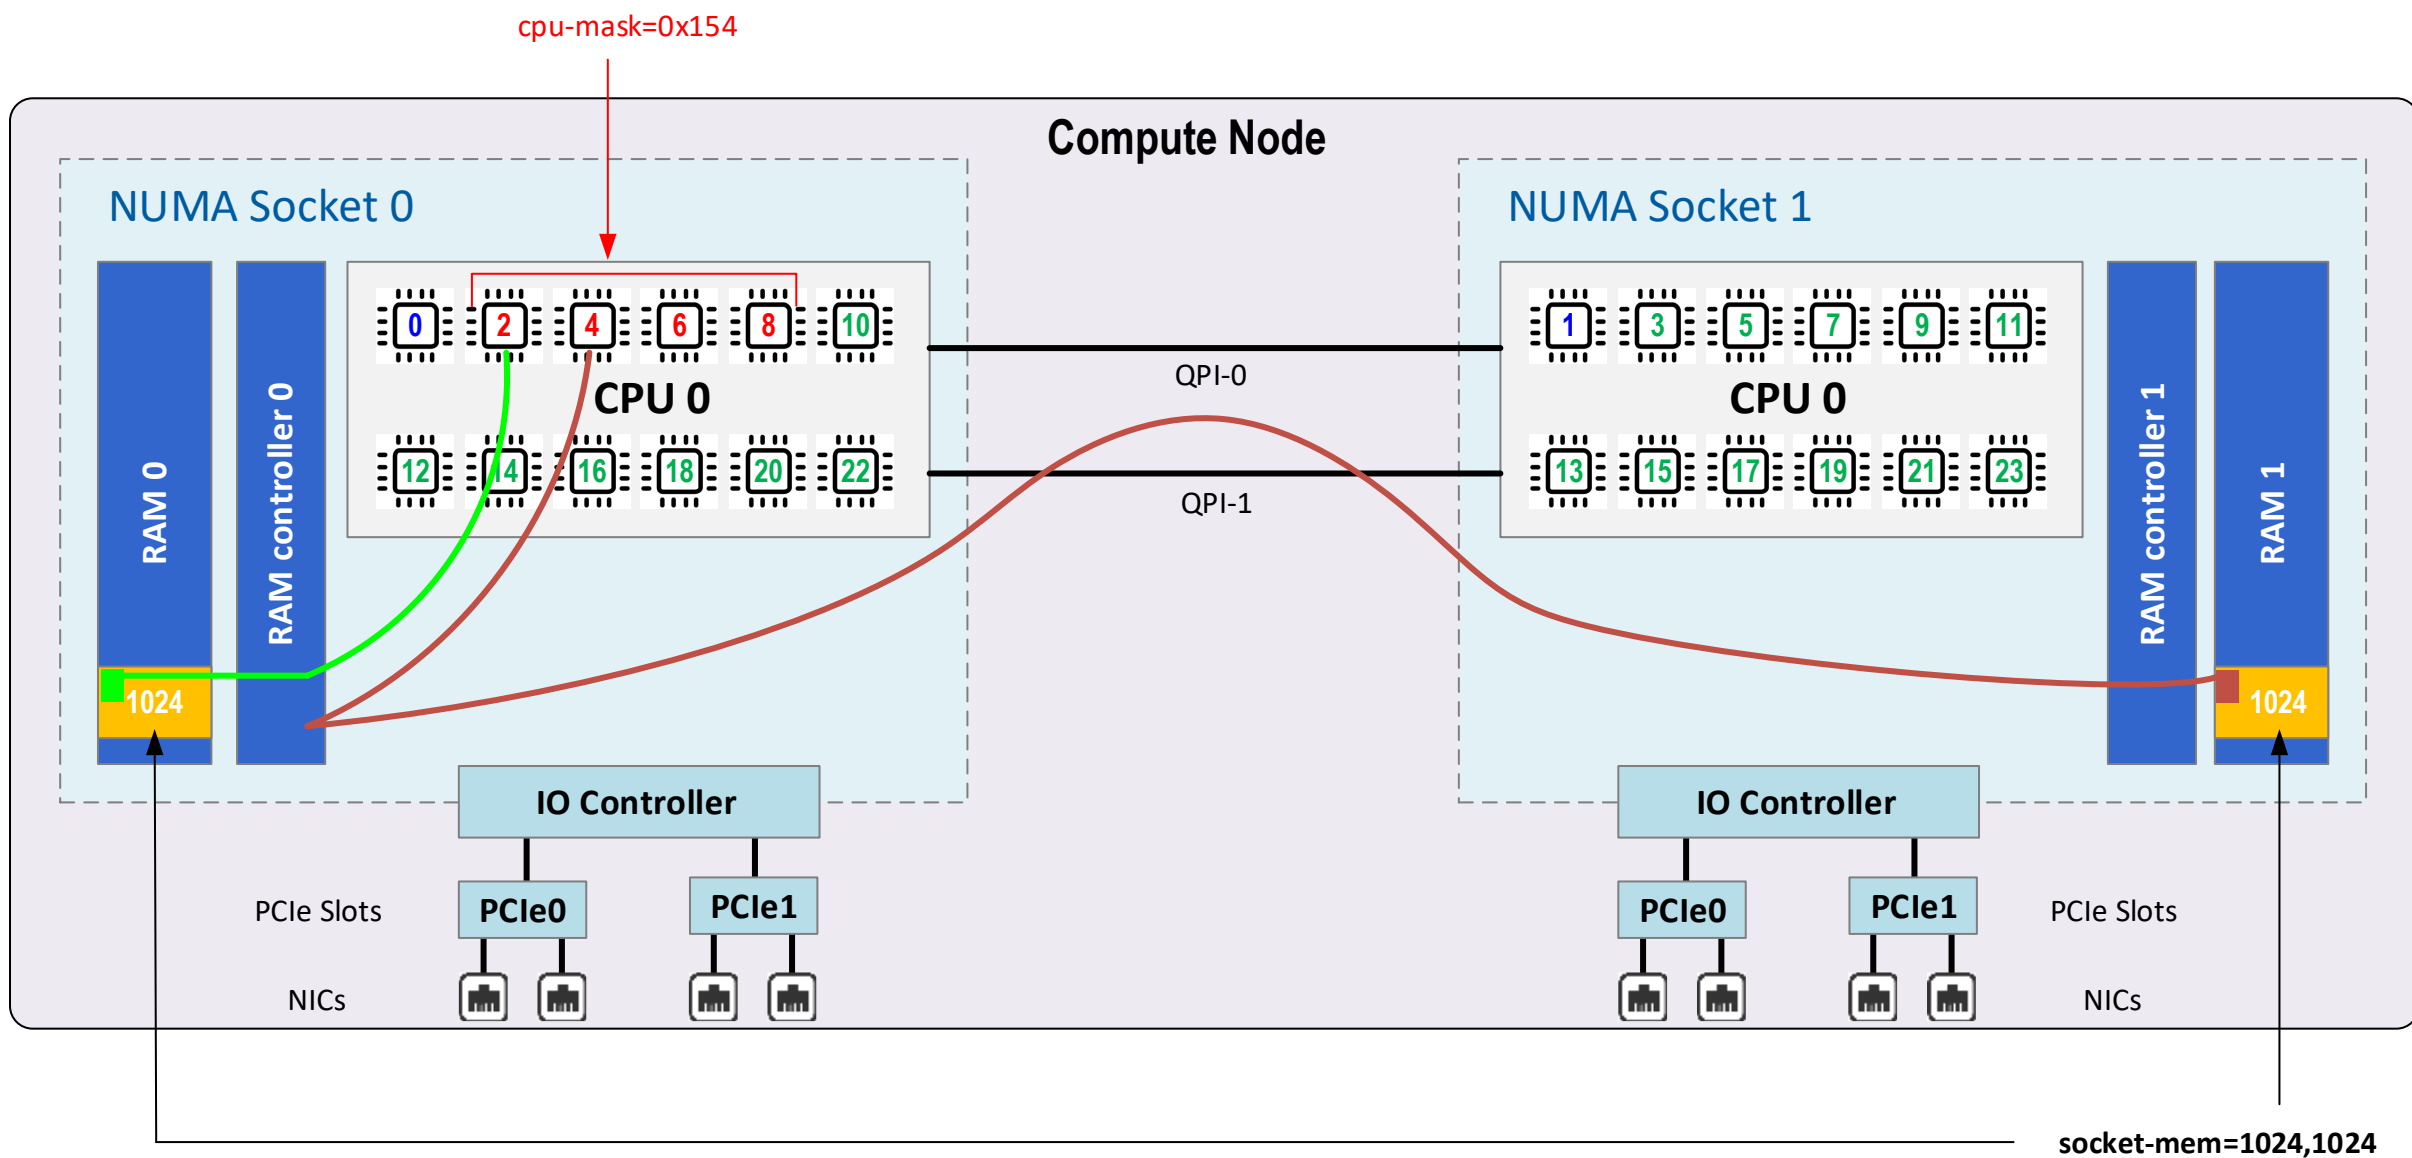 cpu-mask=0x154
Compute Node
NUMA Socket 0
RAM 0
RAM controller 0
0
2
4
6
8
10
CPU 0
12
14
16
18
20
22
1024
QPI-0
QPI-1
NUMA Socket 1
1
3
5
7
9
11
CPU 0
13
15
17
19
21
23
RAM controller 1
RAM 1
1024
IO Controller
PCIe Slots
PCIe0
PCIe1
NICs
IO Controller
PCIe0
PCIe1
PCIe Slots
NICs
socket-mem=1024,1024